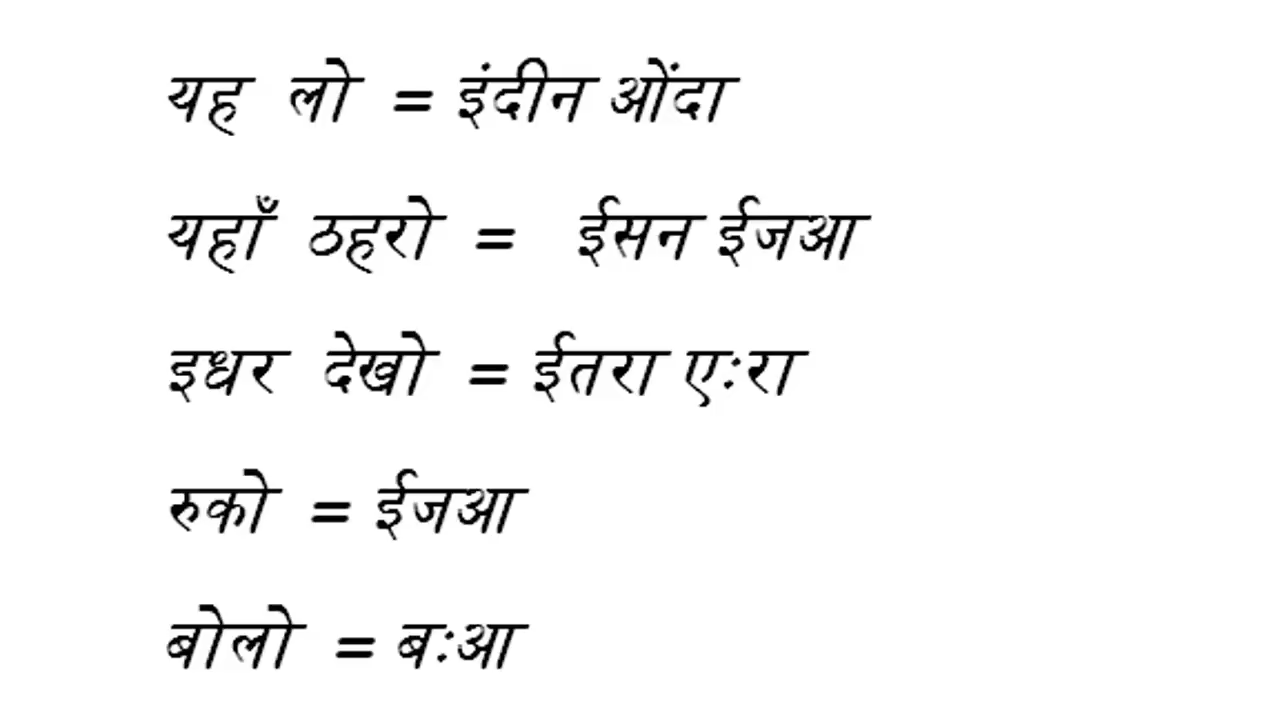 यह लो = इंदीन ओंदा
यहाँ ठहरो = ईसन ईजआ
इधर देखो = ईतरा एःरा
रुको = ईजआ
बोलो = बःआ